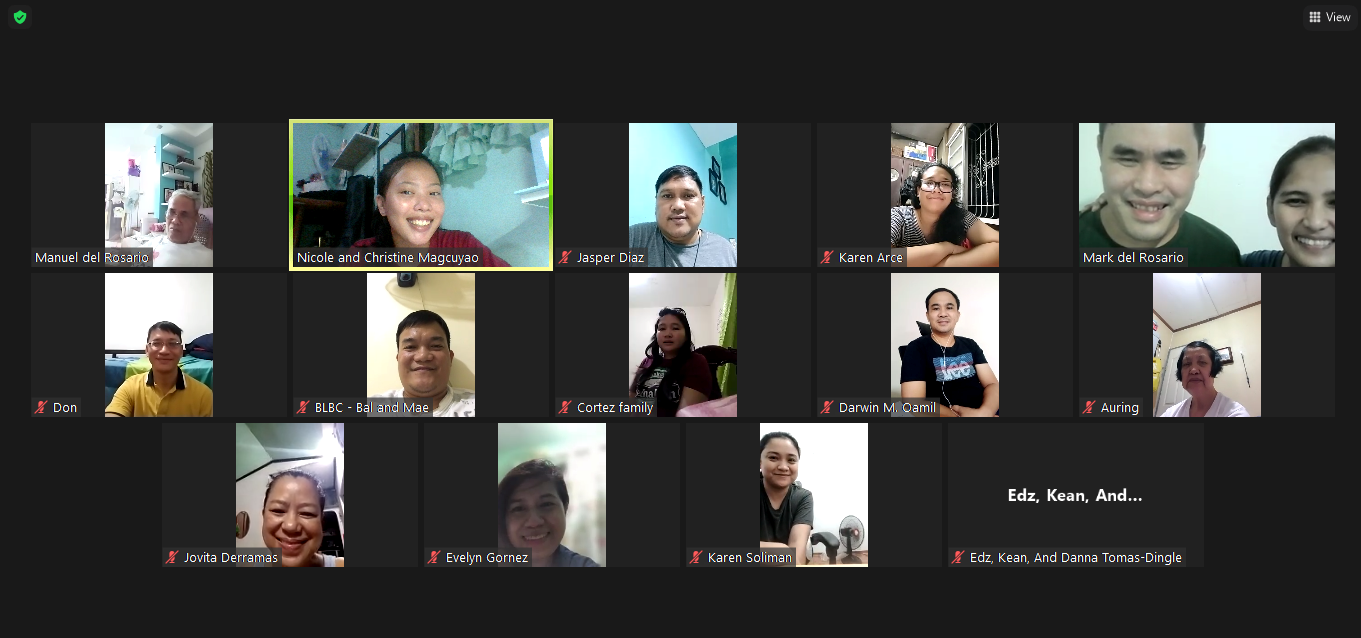 View
Manuel del Rosario
Nicole and Christine Magcuyao
Jasper Diaz
Karen Arce
Mark del Rosario
Don
BLBC - Bal and Mae
Cortez family
Darwin M. Oamil
Auring
Jovita Derramas
Evelyn Gornez
Karen Soliman
Edz, Kean, And...
Edz, Kean, And Danna Tomas-Dingle